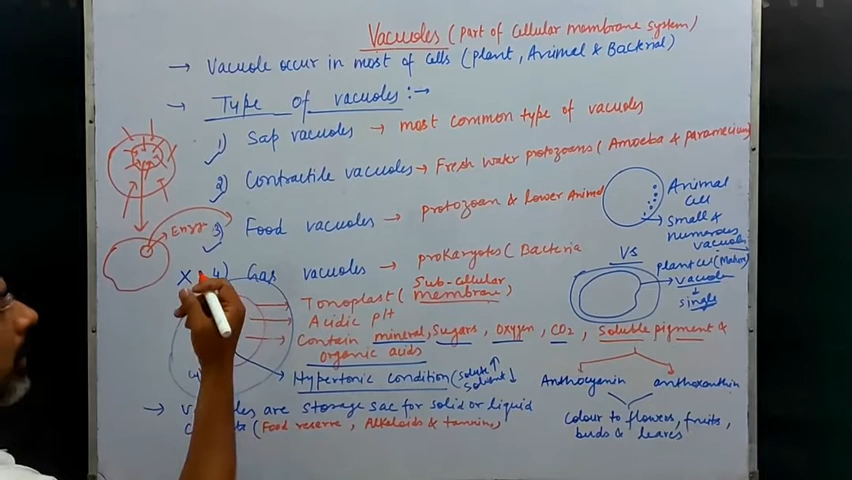 Vacuoles (part of cellular membrane system)
→ Vacuole occur in most of cells (plant, Animal & Bacterial)
→ Type of vacuoles :→
1) Sap vacuoles → most common type of vacuoles
2) Contractile vacuoles → Fresh water protozoans (Amoeba & paramecium)
Enzy 3) Food vacuoles → protozoan & lower Animal
X 4) Gas vacuoles → prokaryotes (Bacteria
Animal
cell
small &
numerous
vacuoles
VS
plant cell (Mature)
vacuole
↓
single
Sub-cellular
Tonoplast (membrane)
Acidic pH
Contain mineral, sugars, oxygen, CO2, soluble pigment &
organic acids
Hypertonic condition (solute↑
solvent↓
Anthocyanin anthoxanthin
colour to flowers, fruits,
buds & leaves
→ are storage sac for solid or liquid
(Food reserve, Alkaloids & tannins)